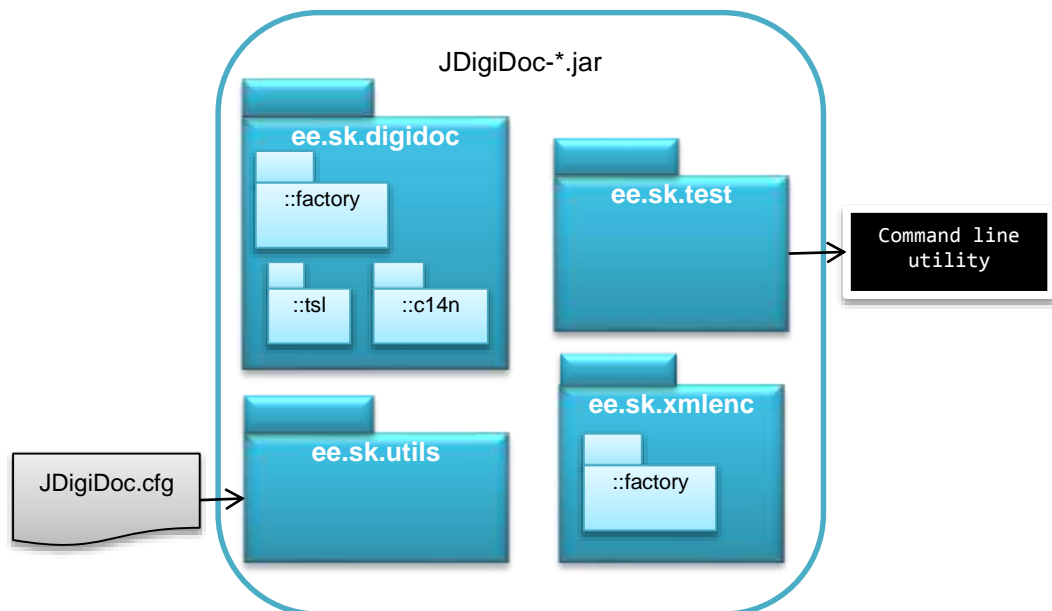 JDigiDoc-*.jar
ee.sk.digidoc
::factory
::tsl
::c14n
ee.sk.test
Command line
utility
ee.sk.utils
JDigiDoc.cfg
ee.sk.xmlenc
::factory